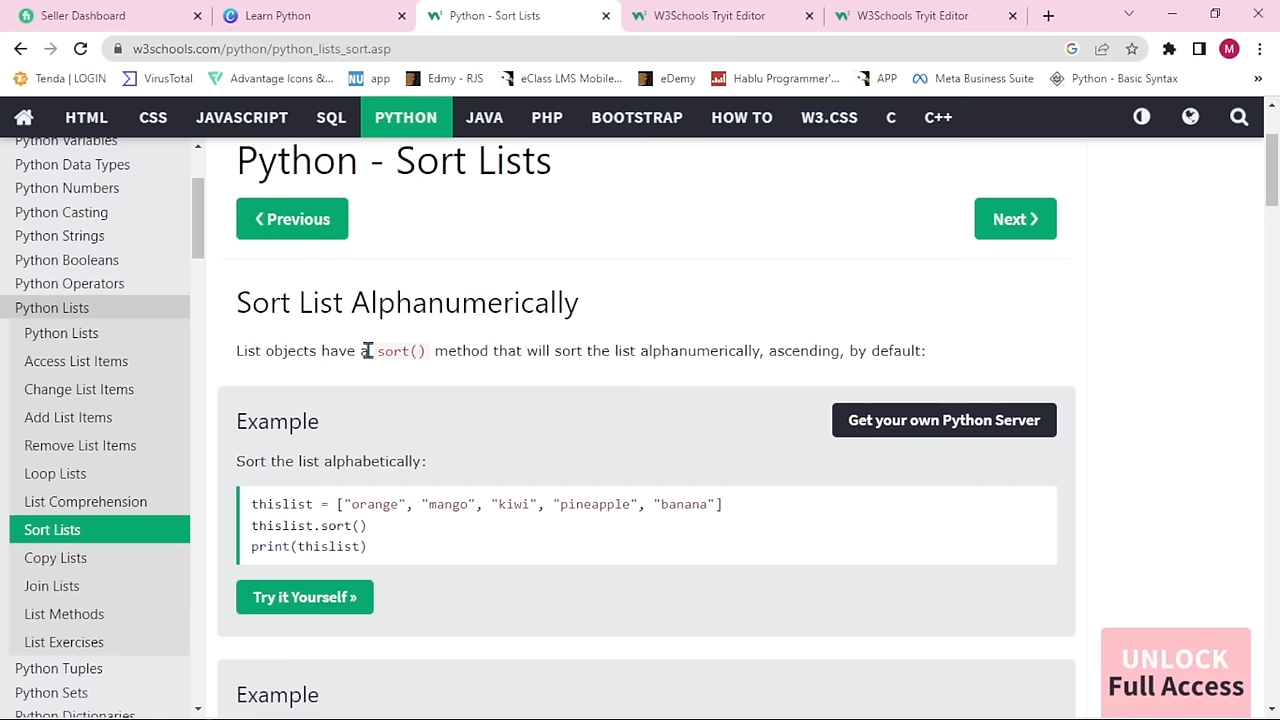 Seller Dashboard
Learn Python
Python - Sort Lists
W3Schools Tryit Editor
W3Schools Tryit Editor
w3schools.com/python/python_lists_sort.asp
M
Tenda | LOGIN
VirusTotal
Advantage Icons &...
NU app
Edmy - RJS
eClass LMS Mobile...
eDemy
Hablu Programmer'...
APP
Meta Business Suite
Python - Basic Syntax
»
HTML
CSS
JAVASCRIPT
SQL
PYTHON
JAVA
PHP
BOOTSTRAP
HOW TO
W3.CSS
C
C++
Python Variables
Python Data Types
Python Numbers
Python Casting
Python Strings
Python Booleans
Python Operators
Python Lists
Python Lists
Access List Items
Change List Items
Add List Items
Remove List Items
Loop Lists
List Comprehension
Sort Lists
Copy Lists
Join Lists
List Methods
List Exercises
Python Tuples
Python Sets
Python Dictionaries
Python - Sort Lists
❮ Previous
Next ❯
Sort List Alphanumerically
List objects have a sort() method that will sort the list alphanumerically, ascending, by default:
Example
Get your own Python Server
Sort the list alphabetically:
thislist = ["orange", "mango", "kiwi", "pineapple", "banana"]
thislist.sort()
print(thislist)
Try it Yourself »
Example
UNLOCK
Full Access